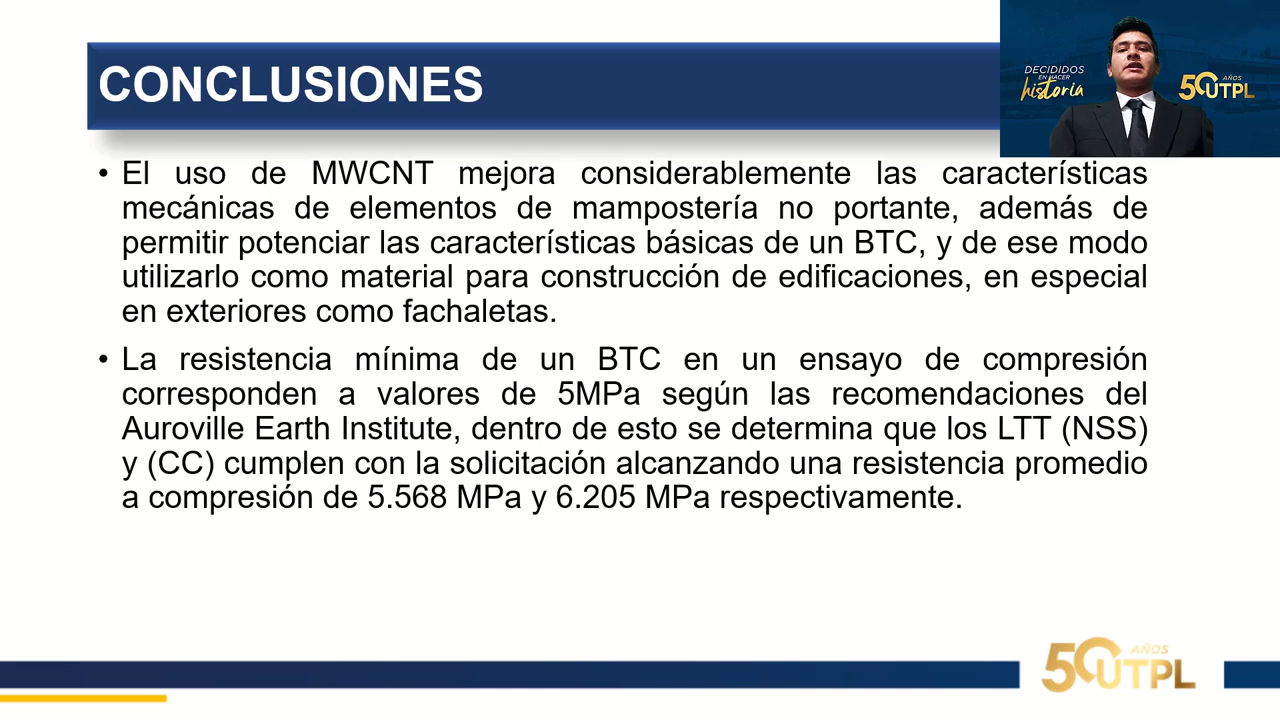 CONCLUSIONES
DECIDIDOS
EN HACER
historia
50 AÑOS
UTPL
• El uso de MWCNT mejora considerablemente las características
mecánicas de elementos de mampostería no portante, además de
permitir potenciar las características básicas de un BTC, y de ese modo
utilizarlo como material para construcción de edificaciones, en especial
en exteriores como fachaletas.
• La resistencia mínima de un BTC en un ensayo de compresión
corresponden a valores de 5MPa según las recomendaciones del
Auroville Earth Institute, dentro de esto se determina que los LTT (NSS)
y (CC) cumplen con la solicitación alcanzando una resistencia promedio
a compresión de 5.568 MPa y 6.205 MPa respectivamente.
50 AÑOS
UTPL